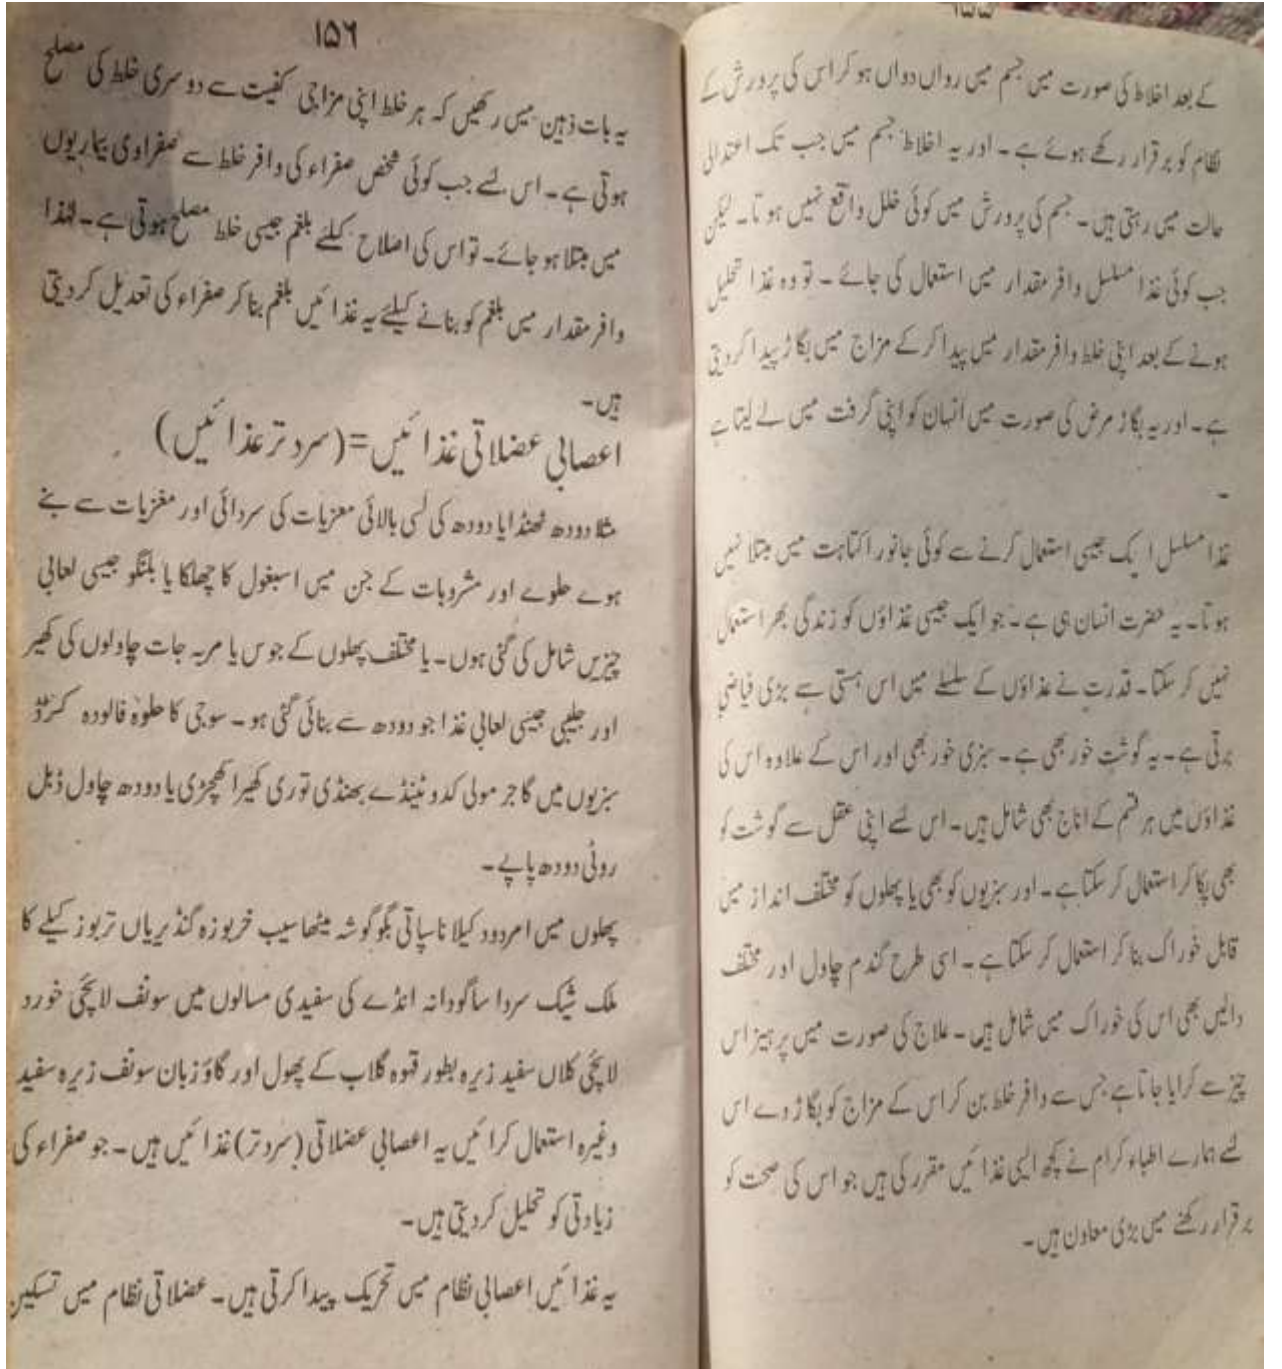 ۱۵۵
کے بعد اخلاط کی صورت میں جسم میں رواں دواں ہو کر اس کی پرورش کے
نظام کو برقرار رکھے ہوئے ہے۔ اور یہ اخلاط جسم میں جب تک اعتدالی
حالت میں رہتی ہیں۔ جسم کی پرورش میں کوئی خلل واقع نہیں ہوتا۔ لیکن
جب کوئی غذا مسلسل وافر مقدار میں استعمال کی جائے۔ تو وہ غذا تحلیل
ہونے کے بعد اپنی خلط وافر مقدار میں پیدا کر کے مزاج میں بگاڑ پیدا کر دیتی
ہے۔ اور یہ بگاڑ مرض کی صورت میں انسان کو اپنی گرفت میں لے لیتا ہے
۔
غذا مسلسل ایک جیسی استعمال کرنے سے کوئی جانور اکتاہت میں مبتلا نہیں
ہوتا۔ یہ حضرت انسان ہی ہے۔ جو ایک جیسی غذاؤں کو زندگی بھر استعمال
نہیں کر سکتا۔ قدرت نے غذاؤں کے سلسلے میں اس ہستی سے بڑی فیاضی
برتی ہے۔ یہ گوشت خور بھی ہے۔ سبزی خور بھی اور اس کے علاوہ اس کی
غذاؤں میں ہر قسم کے اناج بھی شامل ہیں۔ اس لئے اپنی عقل سے گوشت کو
بھی پکا کر استعمال کر سکتا ہے۔ اور سبزیوں کو بھی یا پھلوں کو مختلف انداز میں
قابل خوراک بنا کر استعمال کر سکتا ہے۔ اسی طرح گندم چاول اور مختلف
دالیں بھی اس کی خوراک میں شامل ہیں۔ علاج کی صورت میں پرہیز اس
چیز سے کرایا جاتا ہے جس سے وافر خلط بن کر اس کے مزاج کو بگاڑ دے اس
لئے ہمارے اطباء کرام نے کچھ ایسی غذائیں مقرر کی ہیں جو اس کی صحت کو
برقرار رکھنے میں بڑی معاون ہیں۔
۱۵۶
یہ بات ذہین میں رکھیں کہ ہر خلط اپنی مزاجی کفیت سے دوسری خلط کی مصلح
ہوتی ہے۔ اس لئے جب کوئی شخص صفراء کی وافر خلط سے صفراوی بیماریوں
میں مبتلا ہو جائے۔ تو اس کی اصلاح کیلئے بلغم جیسی خلط مصلح ہوتی ہے۔ لہٰذا
وافر مقدار میں بلغم کو بنانے کیلئے یہ غذائیں بلغم بنا کر صفراء کی تعدیل کر دیتی
ہیں۔
اعصابی عضلاتی غذائیں=(سرد تر غذائیں)
مثلا دودھ ٹھنڈا یا دودھ کی لسی بالائی معزیات کی سردائی اور مغزیات سے بنے
ہوے حلوے اور مشروبات کے جن میں اسبغول کا چھلکا یا بلنگو جیسی لعابی
چیزیں شامل کی گئی ہوں۔ یا مختلف پھلوں کے جوس یا مربہ جات چاولوں کی کھیر
اور جلیبی جیسی لعابی غذا جو دودھ سے بنائی گئی ہو۔ سوجی کا حلوہ فالودہ کسٹرڈ
سبزیوں میں گاجر مولی کدو ٹینڈے بھنڈی توری کھیرا کھچڑی یا دودھ چاول ڈبل
روٹی دودھ پاپے۔
پھلوں میں امردود کیلا ناسپاتی بگو گوشہ میٹھا سیب خربوزہ گنڈیریاں تربوز کیلے کا
ملک شیک سردا ساگودانہ انڈے کی سفیدی مسالوں میں سونف لاچئی خورد
لاچئی کلاں سفید زیرہ بطور قہوہ گلاب کے پھول اور گاؤزبان سونف زیرہ سفید
وغیرہ استعمال کرائیں یہ اعصابی عضلاتی (سرد تر) غذائیں ہیں۔ جو صفراء کی
زیادتی کو تحلیل کر دیتی ہیں۔
یہ غذائیں اعصابی نظام میں تحریک پیدا کرتی ہیں۔ عضلاتی نظام میں تسکین